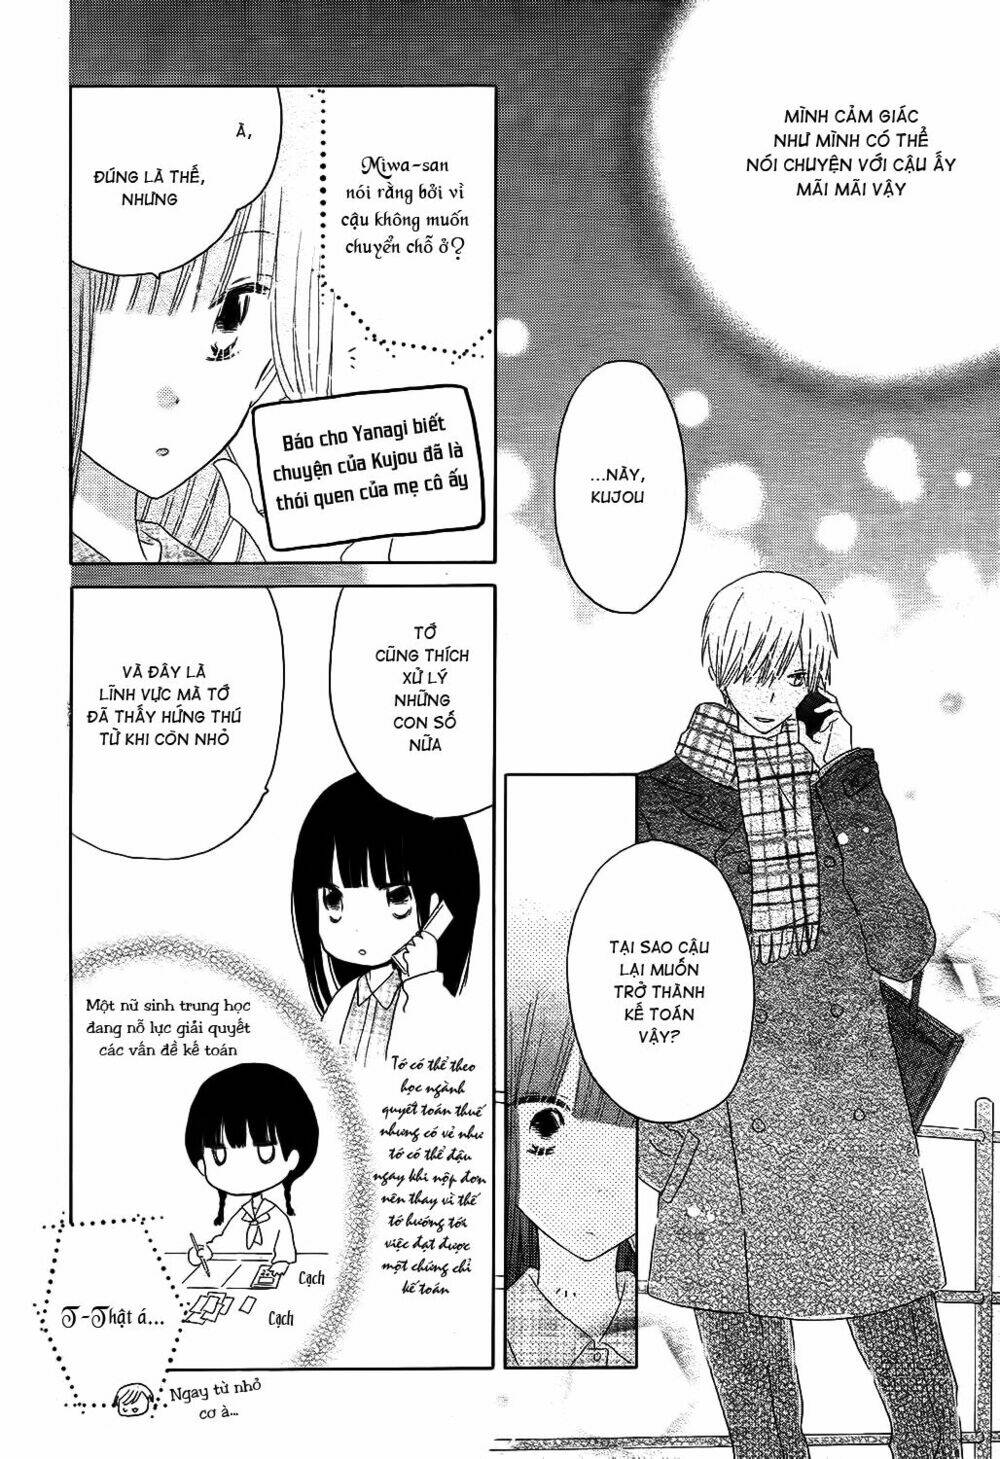 MÌNH CẢM GIÁC
NHƯ MÌNH CÓ THỂ
NÓI CHUYỆN VỚI CẬU ẤY
MÃI MÃI VẬY
...NÀY,
KUJOU
TẠI SAO CẬU
LẠI MUỐN
TRỞ THÀNH
KẾ TOÁN
VẬY?
Miwa-san
nói rằng bởi vì
cậu không muốn
chuyển chỗ ở?
À,
ĐÚNG LÀ THẾ,
NHƯNG
Báo cho Yanagi biết
chuyện của Kujou đã là
thói quen của mẹ cô ấy
TỚ
CŨNG THÍCH
XỬ LÝ
NHỮNG
CON SỐ
NỮA
VÀ ĐÂY LÀ
LĨNH VỰC MÀ TỚ
ĐÃ THẤY HỨNG THÚ
TỪ KHI CÒN NHỎ
Tớ có thể theo
học ngành
quyết toán thuế
nhưng có vẻ như
tớ có thể đậu
ngay khi nộp đơn
nên thay vì thế
tớ hướng tới
việc đạt được
một chứng chỉ
kế toán
Một nữ sinh trung học
đang nỗ lực giải quyết
các vấn đề kế toán
Cạch
Cạch
T-Thật á...
Ngay từ nhỏ
cơ à...